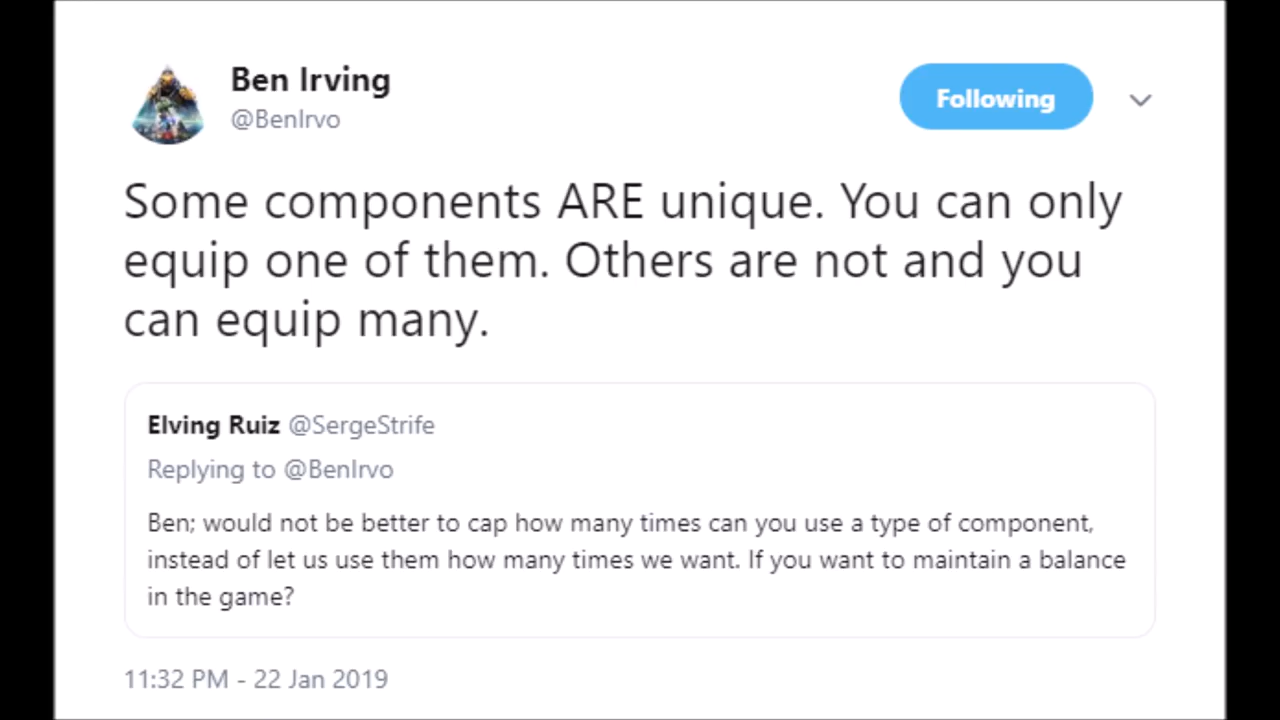 Ben Irving
@BenIrvo
Following
Some components ARE unique. You can only
equip one of them. Others are not and you
can equip many.
Elving Ruiz @SergeStrife
Replying to @BenIrvo
Ben; would not be better to cap how many times can you use a type of component,
instead of let us use them how many times we want. If you want to maintain a balance
in the game?
11:32 PM - 22 Jan 2019